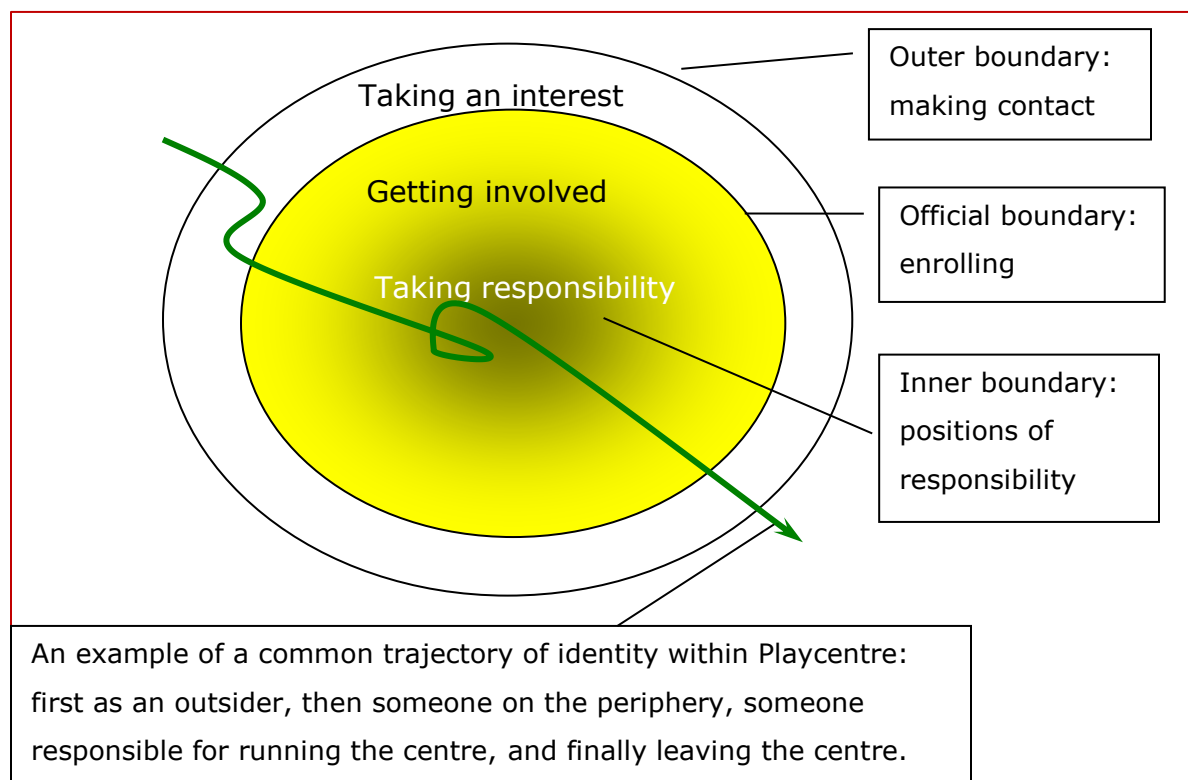 Taking an interest
Getting involved
Taking responsibility
Outer boundary:
making contact
Official boundary:
enrolling
Inner boundary:
positions of
responsibility
An example of a common trajectory of identity within Playcentre:
first as an outsider, then someone on the periphery, someone
responsible for running the centre, and finally leaving the centre.